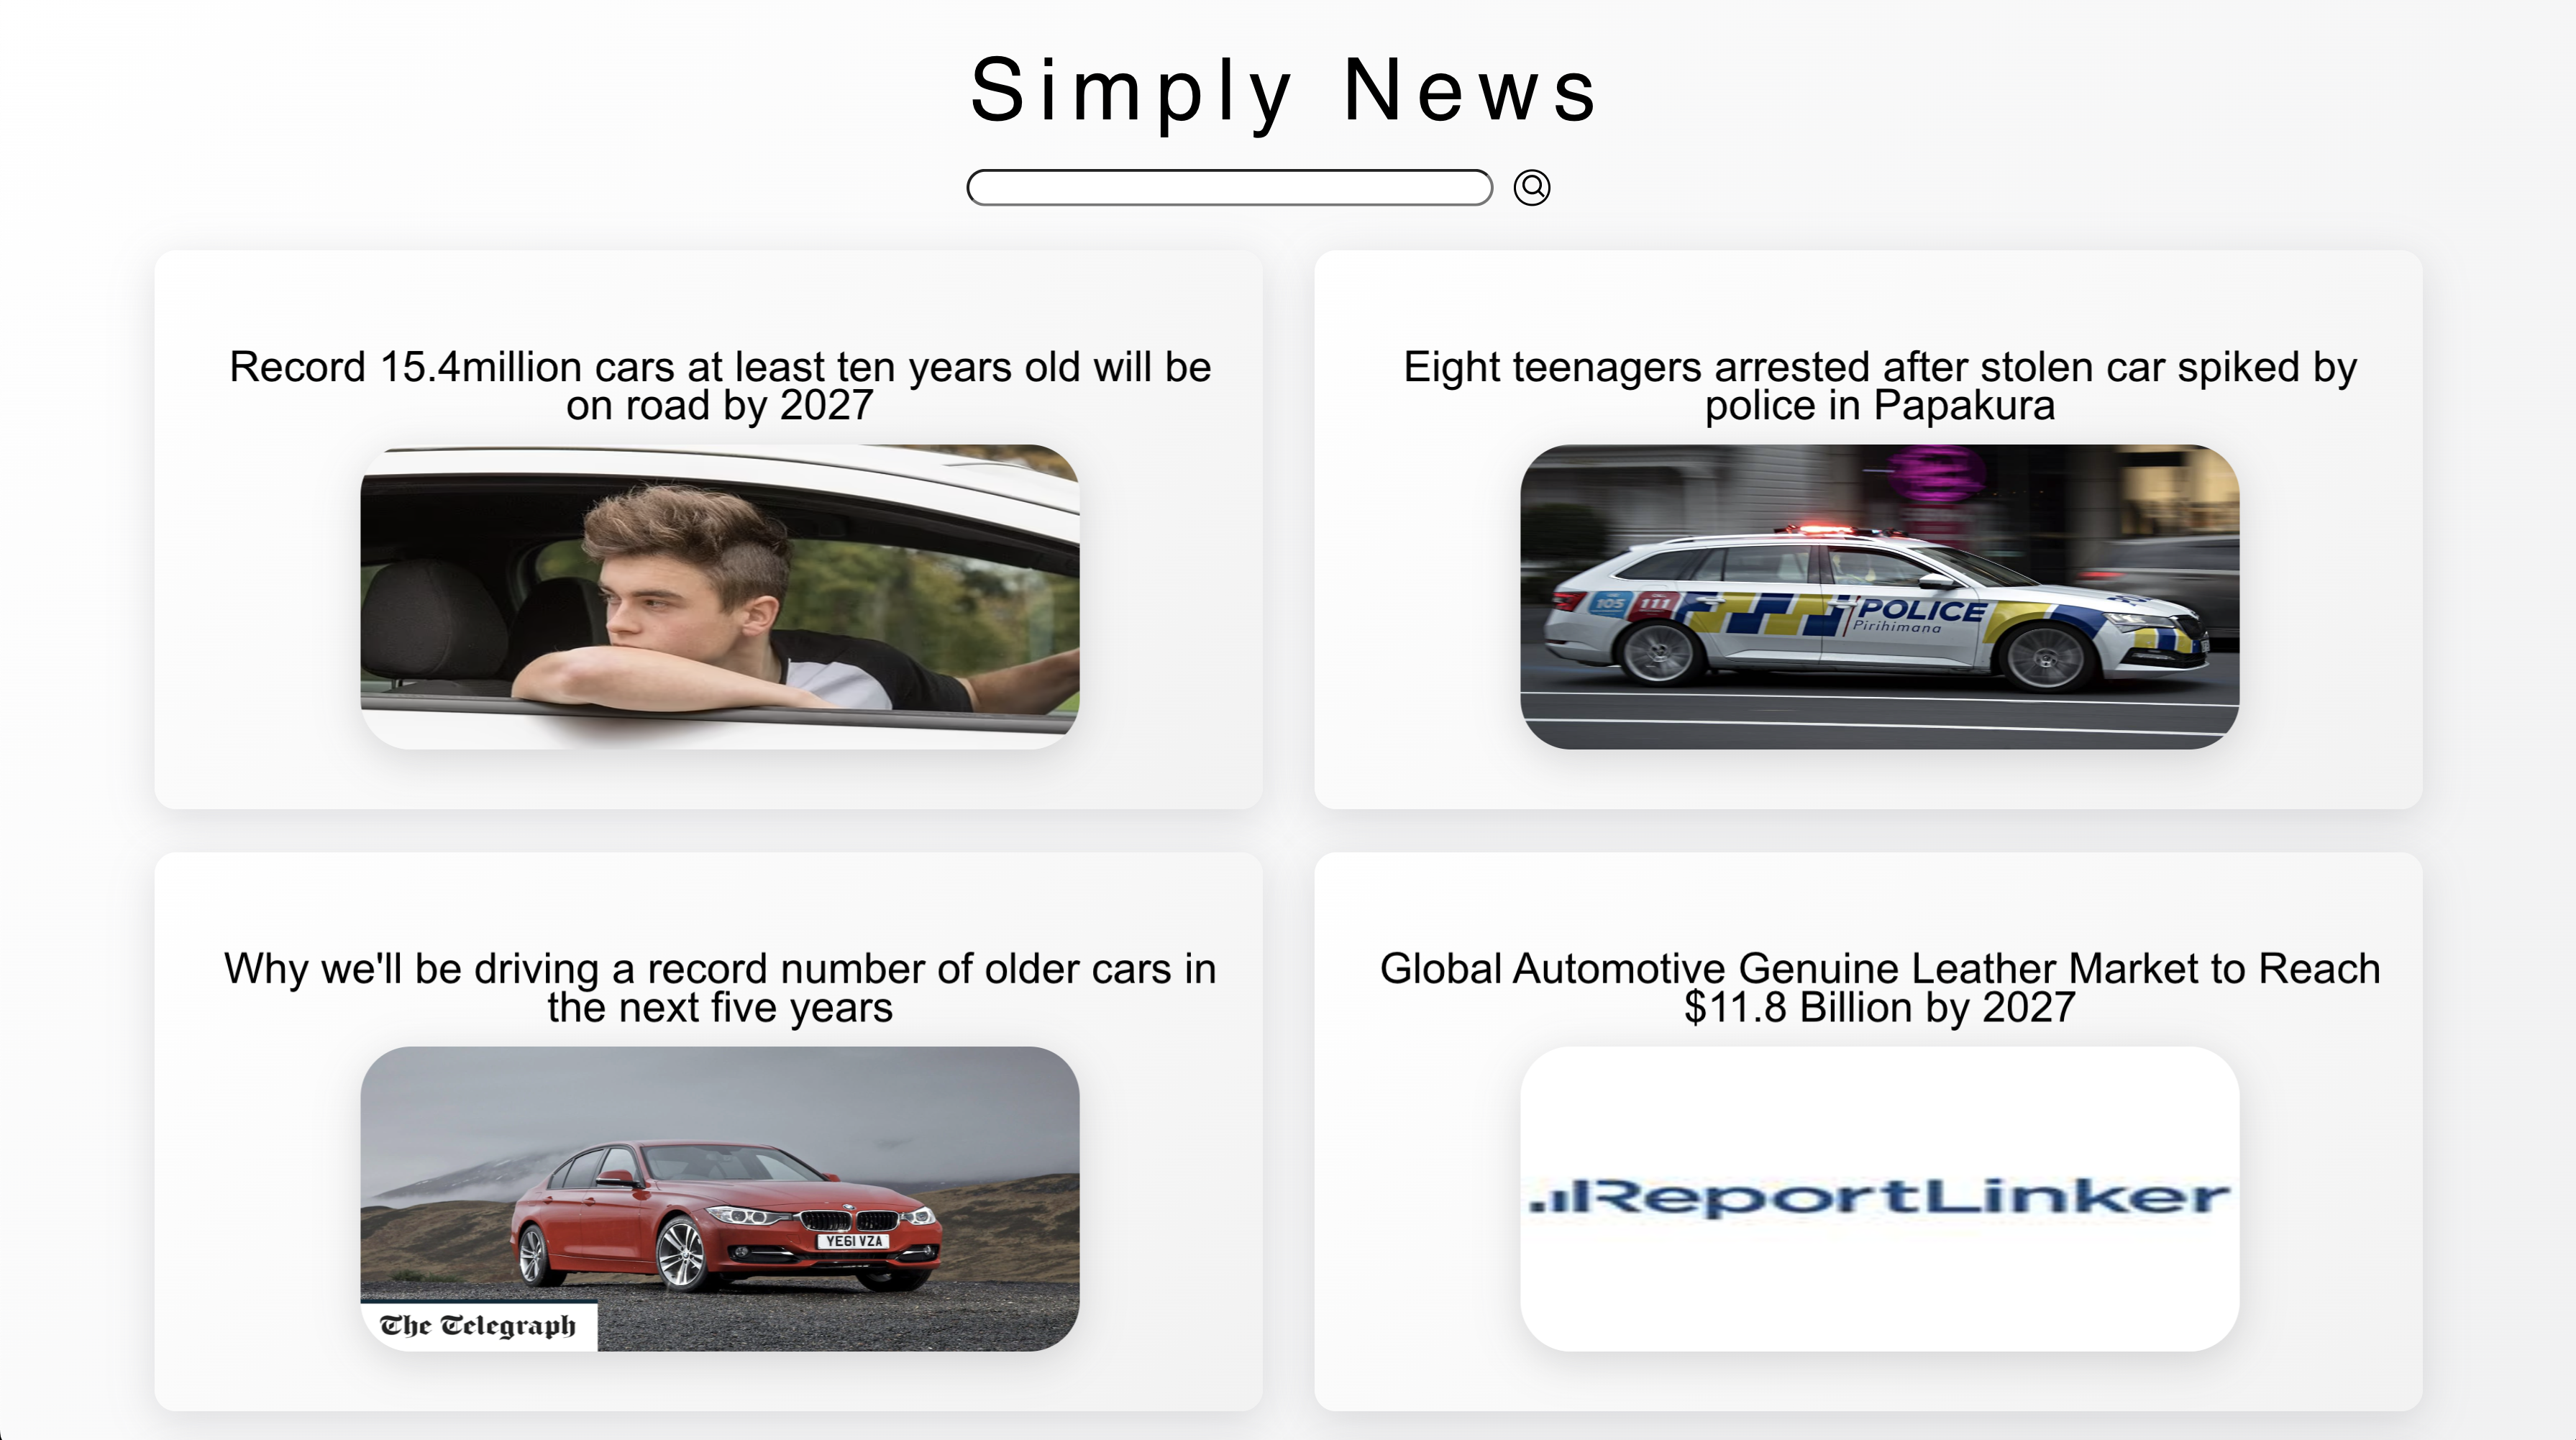 Simply News
Record 15.4million cars at least ten years old will be
on road by 2027
Eight teenagers arrested after stolen car spiked by
police in Papakura
105 111 POLICE
Pirihimana
Why we'll be driving a record number of older cars in
the next five years
YE61 VZA
The Telegraph
Global Automotive Genuine Leather Market to Reach
$11.8 Billion by 2027
ReportLinker